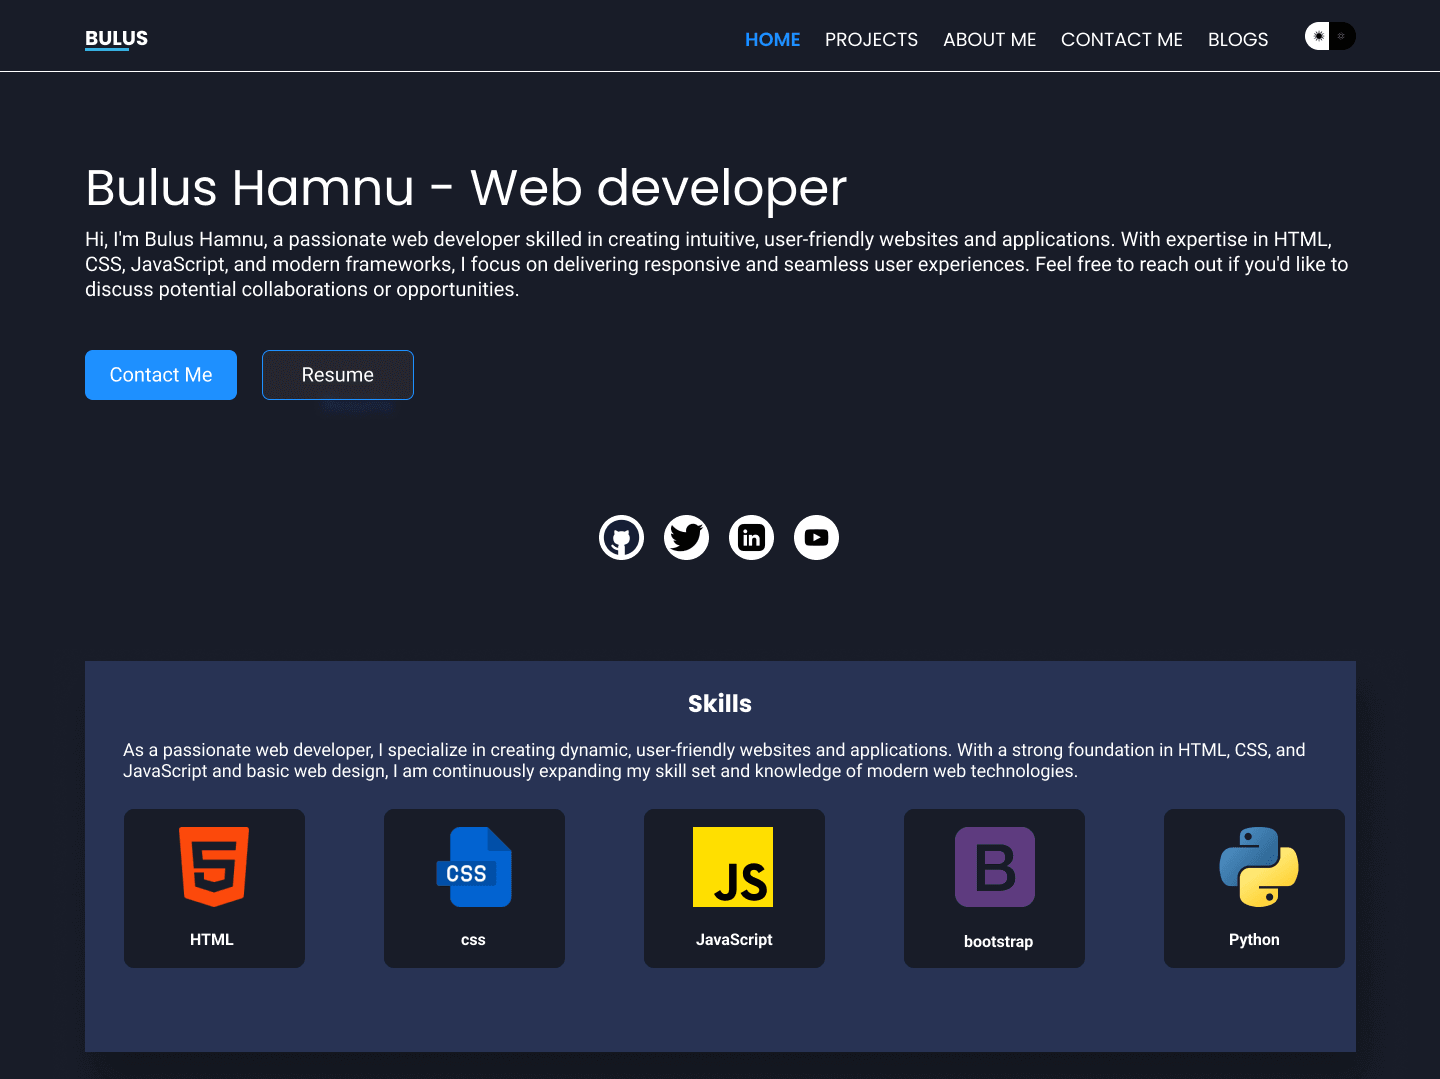 BULUS
HOME PROJECTS ABOUT ME CONTACT ME BLOGS
Bulus Hamnu - Web developer
Hi, I'm Bulus Hamnu, a passionate web developer skilled in creating intuitive, user-friendly websites and applications. With expertise in HTML,
CSS, JavaScript, and modern frameworks, I focus on delivering responsive and seamless user experiences. Feel free to reach out if you'd like to
discuss potential collaborations or opportunities.
Contact Me Resume
in
Skills
As a passionate web developer, I specialize in creating dynamic, user-friendly websites and applications. With a strong foundation in HTML, CSS, and
JavaScript and basic web design, I am continuously expanding my skill set and knowledge of modern web technologies.
5 CSS JS B
HTML css JavaScript bootstrap Python